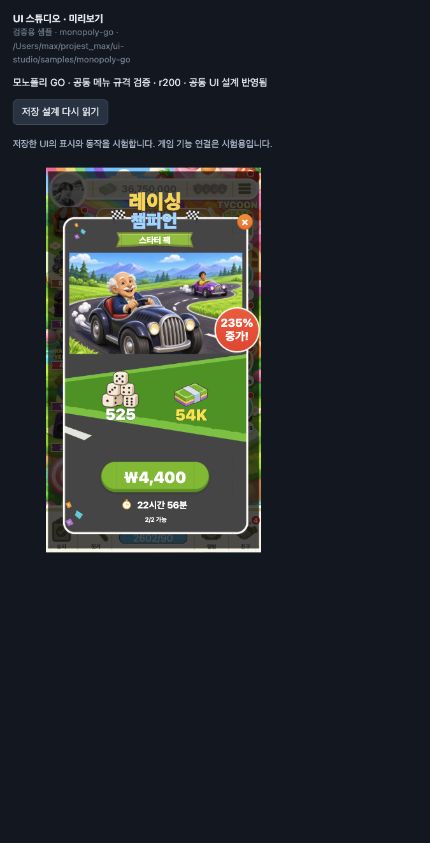 UI 스튜디오 · 미리보기
검증용 샘플 · monopoly-go ·
/Users/max/projest_max/ui-
studio/samples/monopoly-go
모노폴리 GO · 공통 메뉴 규격 검증 · r200 · 공통 UI 설계 반영됨
저장 설계 다시 읽기
저장한 UI의 표시와 동작을 시험합니다. 게임 기능 연결은 시험용입니다.
36,750,000
레이싱
TYCOON
챔피언
스타터 팩
235%
증가!
525
54K
₩4,400
22시간 56분
2/2 가능
2602/90